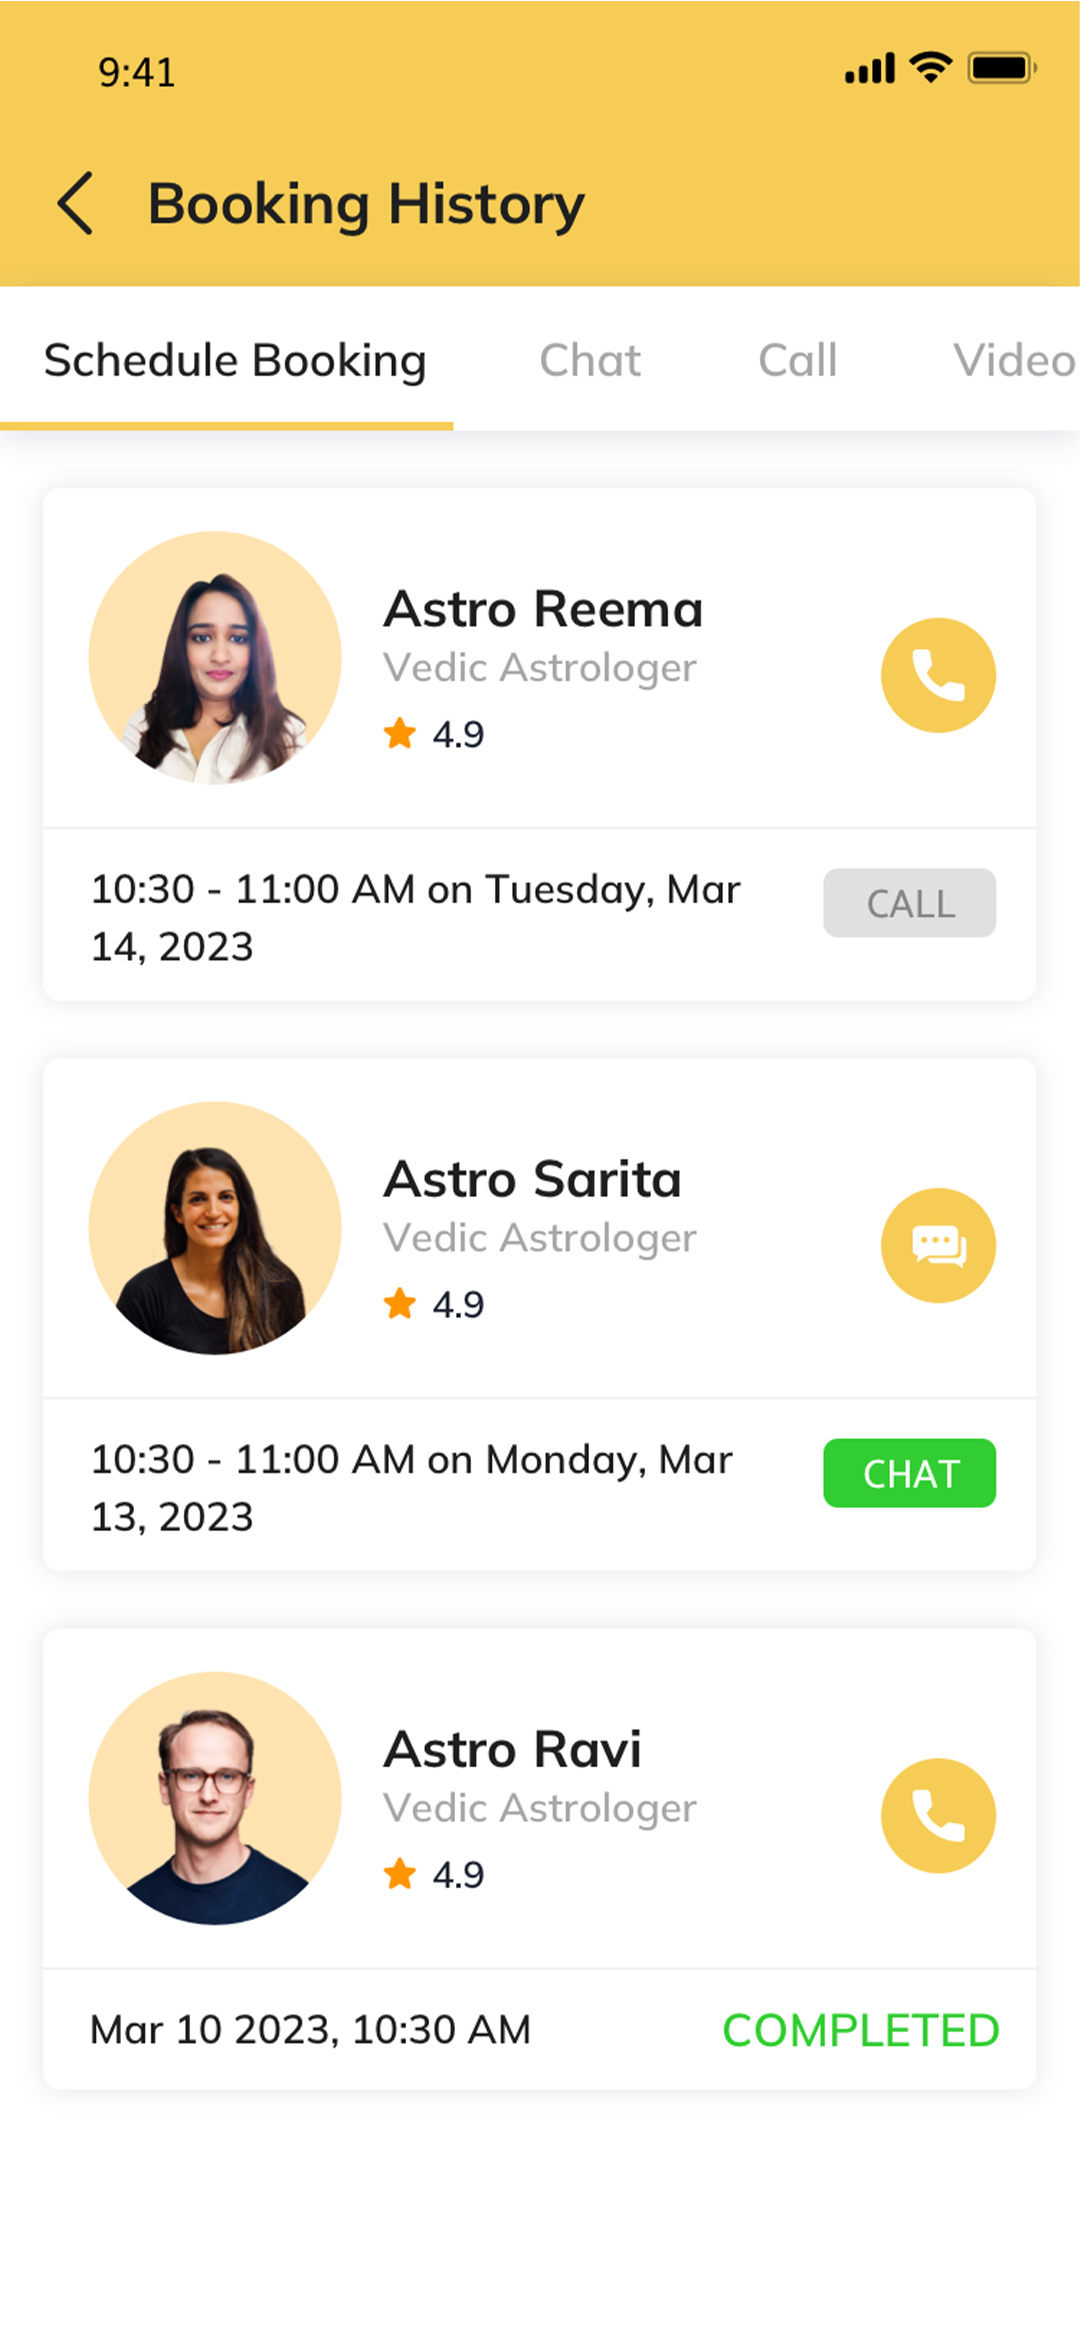 9:41
Booking History
Schedule Booking Chat Call Video
Astro Reema
Vedic Astrologer
4.9
10:30 - 11:00 AM on Tuesday, Mar
14, 2023
CALL
Astro Sarita
Vedic Astrologer
4.9
10:30 - 11:00 AM on Monday, Mar
13, 2023
CHAT
Astro Ravi
Vedic Astrologer
4.9
Mar 10 2023, 10:30 AM
COMPLETED